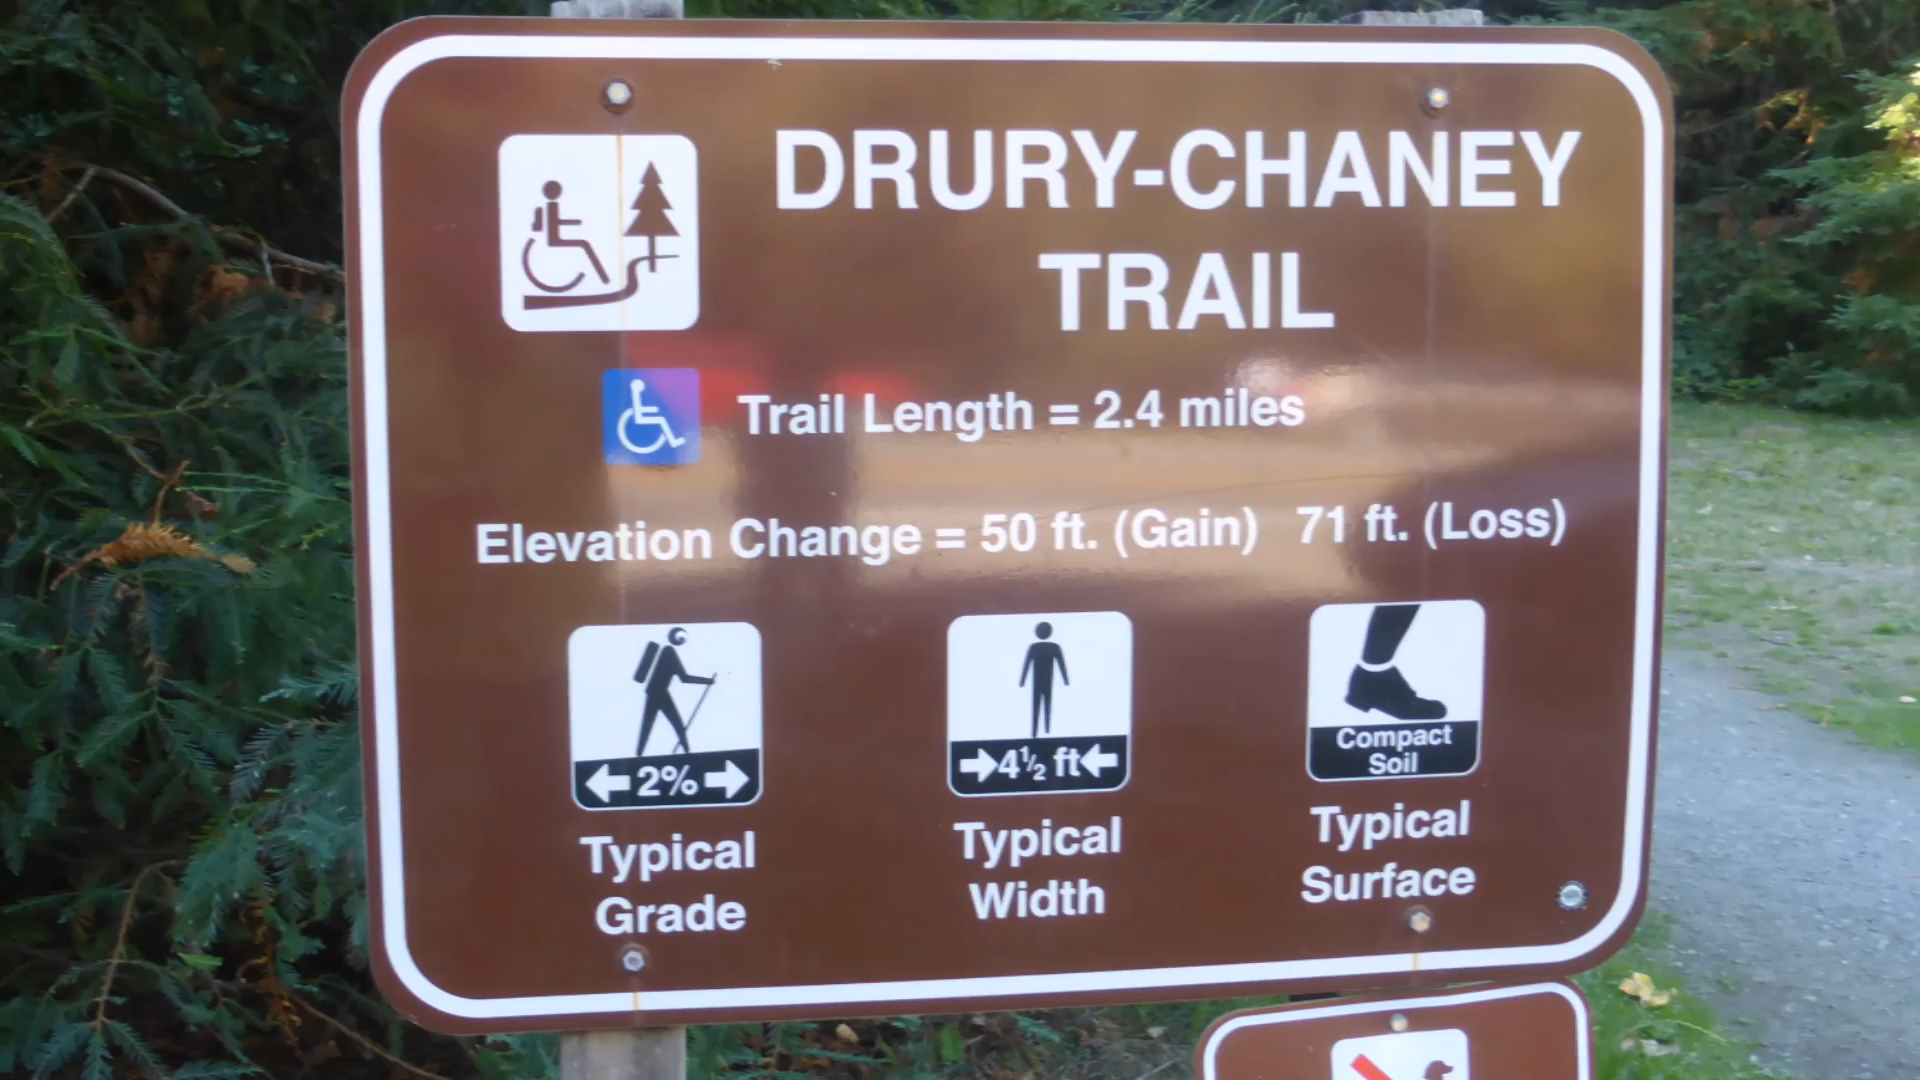 DRURY-CHANEY
TRAIL
Trail Length = 2.4 miles
Elevation Change = 50 ft. (Gain) 71 ft. (Loss)
2%
4½ ft
Compact
Soil
Typical
Grade
Typical
Width
Typical
Surface